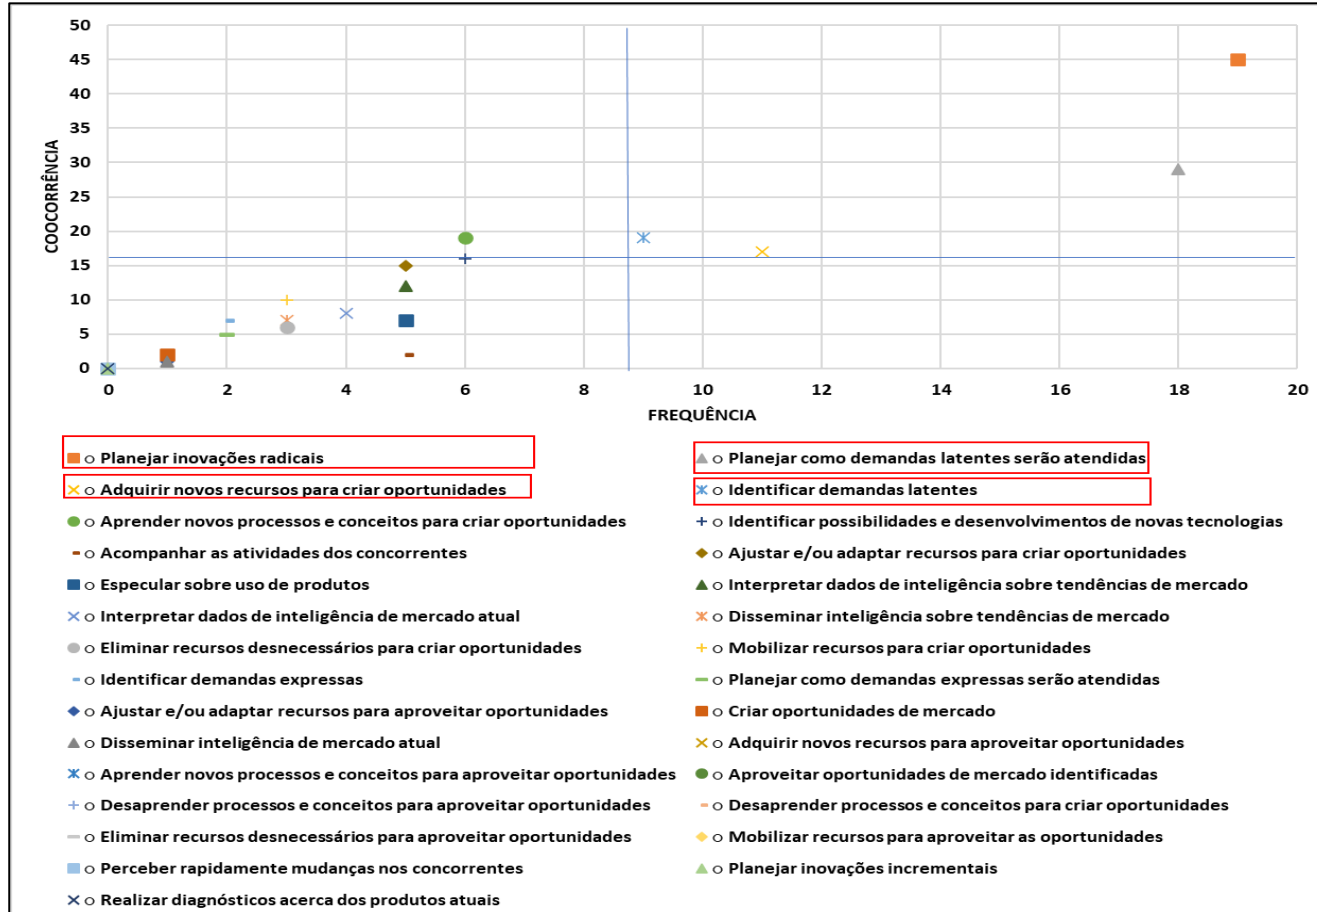 50
45
40
35
30
25
20
15
10
5
0
COOCORRÊNCIA
0 2 4 6 8 10 12 14 16 18 20
FREQUÊNCIA
o Planejar inovações radicais
o Planejar como demandas latentes serão atendidas
o Adquirir novos recursos para criar oportunidades
o Identificar demandas latentes
o Aprender novos processos e conceitos para criar oportunidades
o Identificar possibilidades e desenvolvimentos de novas tecnologias
o Acompanhar as atividades dos concorrentes
o Ajustar e/ou adaptar recursos para criar oportunidades
o Especular sobre uso de produtos
o Interpretar dados de inteligência sobre tendências de mercado
o Interpretar dados de inteligência de mercado atual
o Disseminar inteligência sobre tendências de mercado
o Eliminar recursos desnecessários para criar oportunidades
o Mobilizar recursos para criar oportunidades
o Identificar demandas expressas
o Planejar como demandas expressas serão atendidas
o Ajustar e/ou adaptar recursos para aproveitar oportunidades
o Criar oportunidades de mercado
o Disseminar inteligência de mercado atual
o Adquirir novos recursos para aproveitar oportunidades
o Aprender novos processos e conceitos para aproveitar oportunidades
o Aproveitar oportunidades de mercado identificadas
o Desaprender processos e conceitos para aproveitar oportunidades
o Desaprender processos e conceitos para criar oportunidades
o Eliminar recursos desnecessários para aproveitar oportunidades
o Mobilizar recursos para aproveitar as oportunidades
o Perceber rapidamente mudanças nos concorrentes
o Planejar inovações incrementais
o Realizar diagnósticos acerca dos produtos atuais